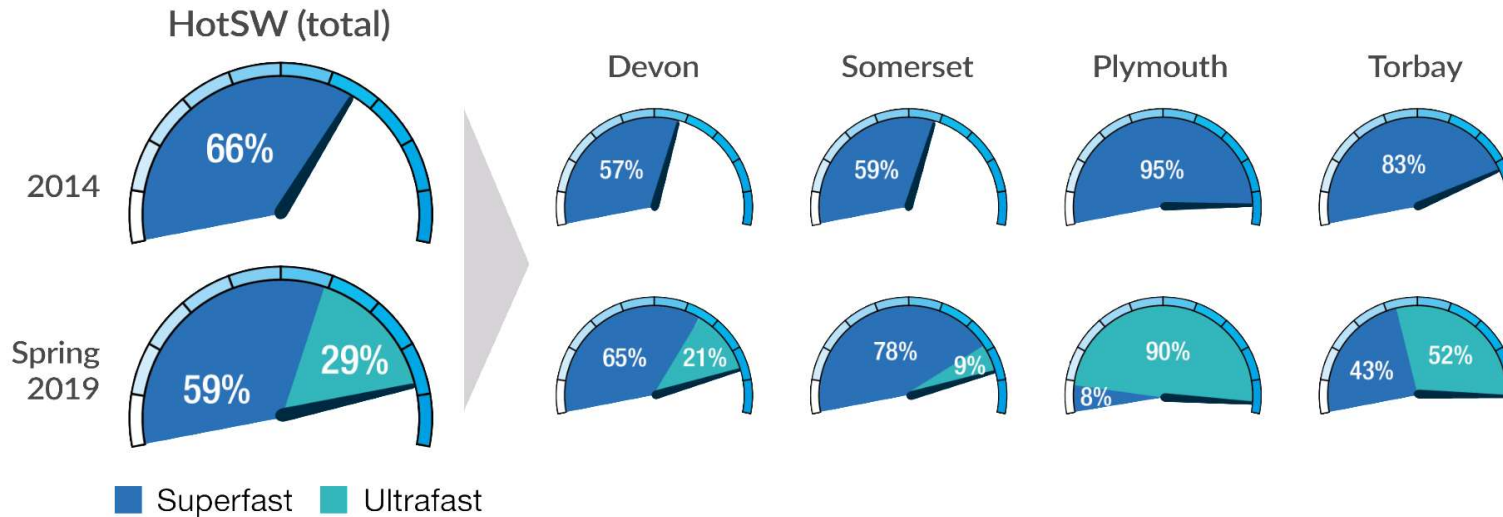 HotSW (total)
Devon Somerset Plymouth Torbay
2014
66% 57% 59% 95% 83%
Spring
2019
59% 29% 65% 21% 78% 9% 8% 90% 43% 52%
Superfast Ultrafast